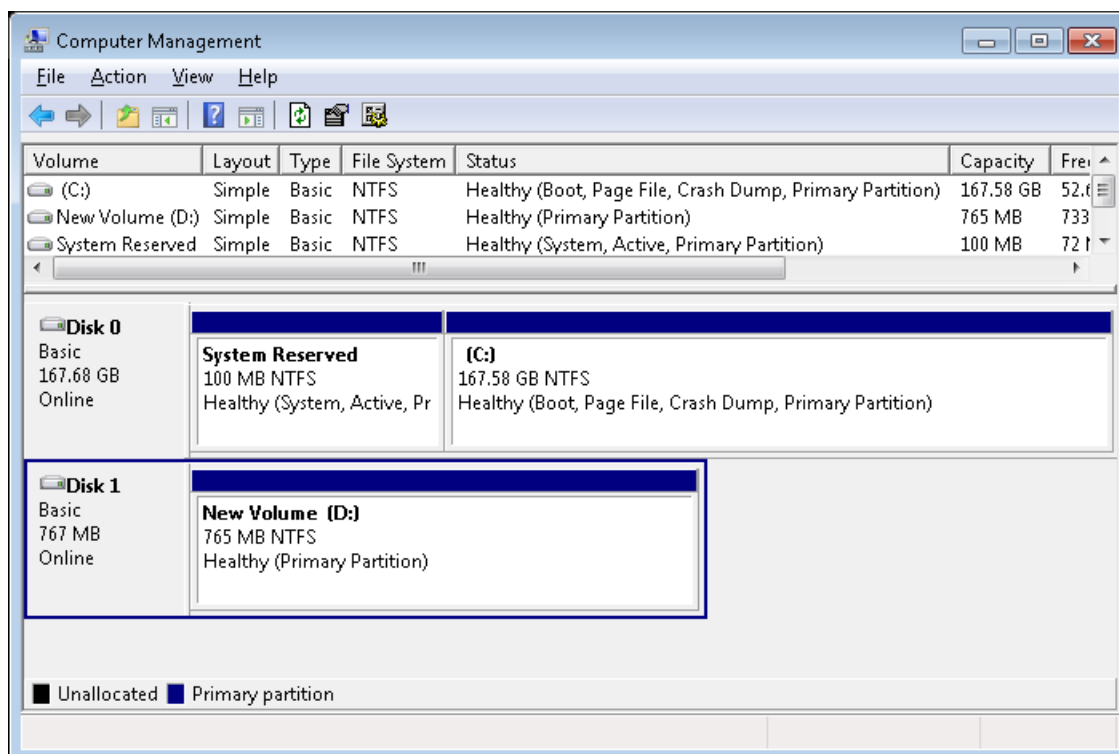 Computer Management
File Action View Help
Volume Layout Type File System Status Capacity
(C:) Simple Basic NTFS Healthy (Boot, Page File, Crash Dump, Primary Partition) 167.58 GB
New Volume (D:) Simple Basic NTFS Healthy (Primary Partition) 765 MB 733
System Reserved Simple Basic NTFS Healthy (System, Active, Primary Partition) 100 MB 72
Disk 0
Basic
167.68 GB
Online
System Reserved
100 MB NTFS
Healthy (System, Active, Pr
(C:)
167.58 GB NTFS
Healthy (Boot, Page File, Crash Dump, Primary Partition)
Disk 1
Basic
767 MB
Online
New Volume (D:)
765 MB NTFS
Healthy (Primary Partition)
Unallocated Primary partition